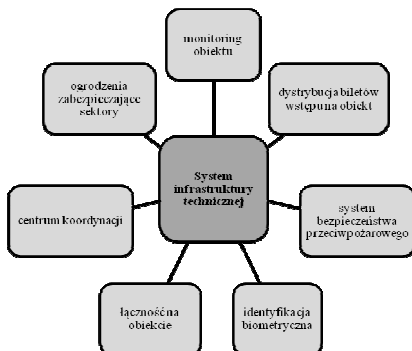 monitoring
obiektu
ogrodzenia
zabezpieczające
sektory
dystrybucja biletów
wstępu na obiekt
System
infrastruktury
technicznej
centrum koordynacji
system
bezpieczeństwa
przeciwpożarowego
łączność na
obiekcie
identyfikacja
biometryczna